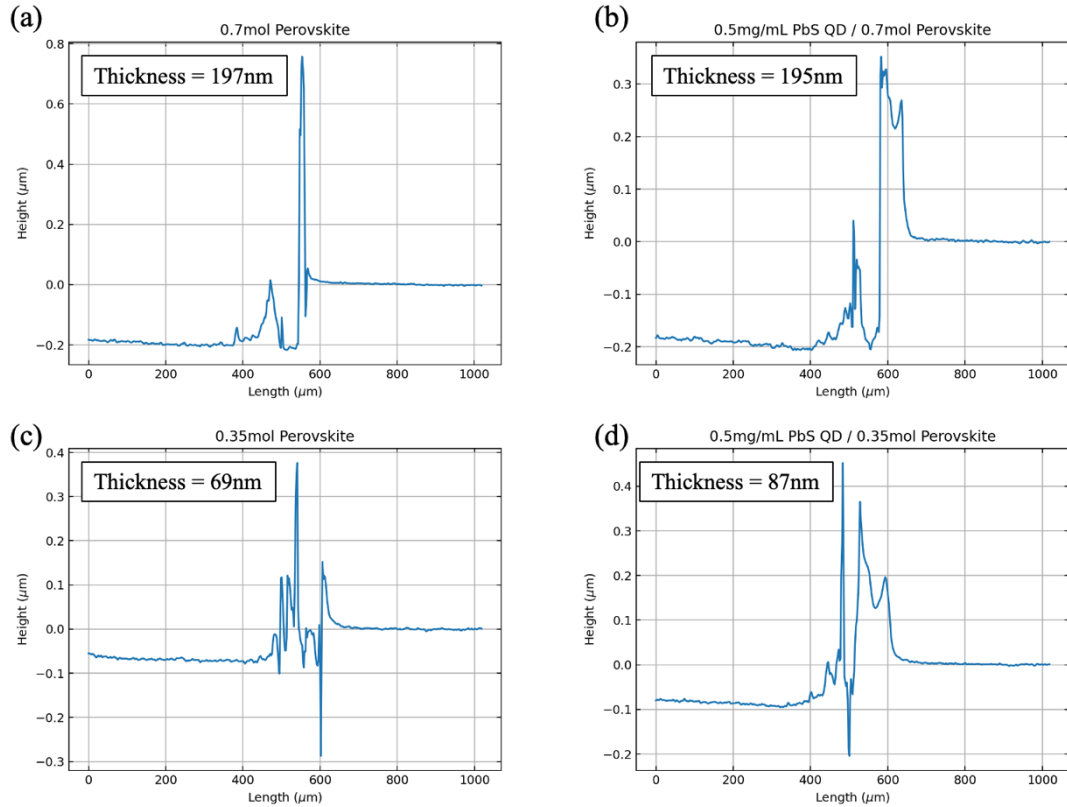 (a)
0.7mol Perovskite
Thickness = 197nm
Height (μm)
0.8
0.6
0.4
0.2
0.0
−0.2
0 200 400 600 800 1000
Length (μm)
(b)
0.5mg/mL PbS QD / 0.7mol Perovskite
Thickness = 195nm
Height (μm)
0.3
0.2
0.1
0.0
−0.1
−0.2
0 200 400 600 800 1000
Length (μm)
(c)
0.35mol Perovskite
Thickness = 69nm
Height (μm)
0.4
0.3
0.2
0.1
0.0
−0.1
−0.2
−0.3
0 200 400 600 800 1000
Length (μm)
(d)
0.5mg/mL PbS QD / 0.35mol Perovskite
Thickness = 87nm
Height (μm)
0.4
0.3
0.2
0.1
0.0
−0.1
−0.2
0 200 400 600 800 1000
Length (μm)